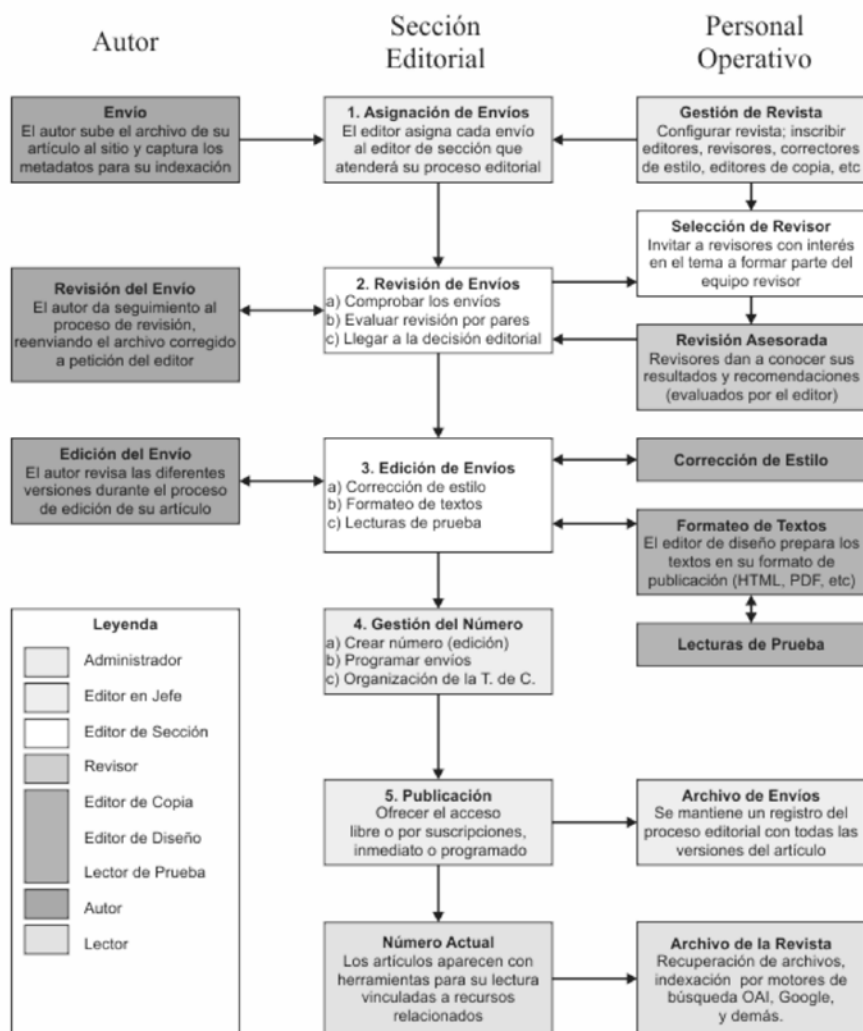 Autor
Sección
Editorial
Personal
Operativo
Envío
El autor sube el archivo de su
artículo al sitio y captura los
metadatos para su indexación
1. Asignación de Envíos
El editor asigna cada envío
al editor de sección que
atenderá su proceso editorial
Gestión de Revista
Configurar revista; inscribir
editores, revisores, correctores
de estilo, editores de copia, etc
Selección de Revisor
Invitar a revisores con interés
en el tema a formar parte del
equipo revisor
Revisión del Envío
El autor da seguimiento al
proceso de revisión,
reenviando el archivo corregido
a petición del editor
2. Revisión de Envíos
a) Comprobar los envíos
b) Evaluar revisión por pares
c) Llegar a la decisión editorial
Revisión Asesorada
Revisores dan a conocer sus
resultados y recomendaciones
(evaluados por el editor)
Edición del Envío
El autor revisa las diferentes
versiones durante el proceso
de edición de su artículo
3. Edición de Envíos
a) Corrección de estilo
b) Formateo de textos
c) Lecturas de prueba
Corrección de Estilo
Formateo de Textos
El editor de diseño prepara los
textos en su formato de
publicación (HTML, PDF, etc)
Lecturas de Prueba
4. Gestión del Número
a) Crear número (edición)
b) Programar envíos
c) Organización de la T. de C.
Leyenda
Administrador
Editor en Jefe
Editor de Sección
Revisor
Editor de Copia
Editor de Diseño
Lector de Prueba
Autor
Lector
5. Publicación
Ofrecer el acceso
libre o por suscripciones,
inmediato o programado
Archivo de Envíos
Se mantiene un registro del
proceso editorial con todas las
versiones del artículo
Número Actual
Los artículos aparecen con
herramientas para su lectura
vinculadas a recursos
relacionados
Archivo de la Revista
Recuperación de archivos,
indexación por motores de
búsqueda OAI, Google,
y demás.